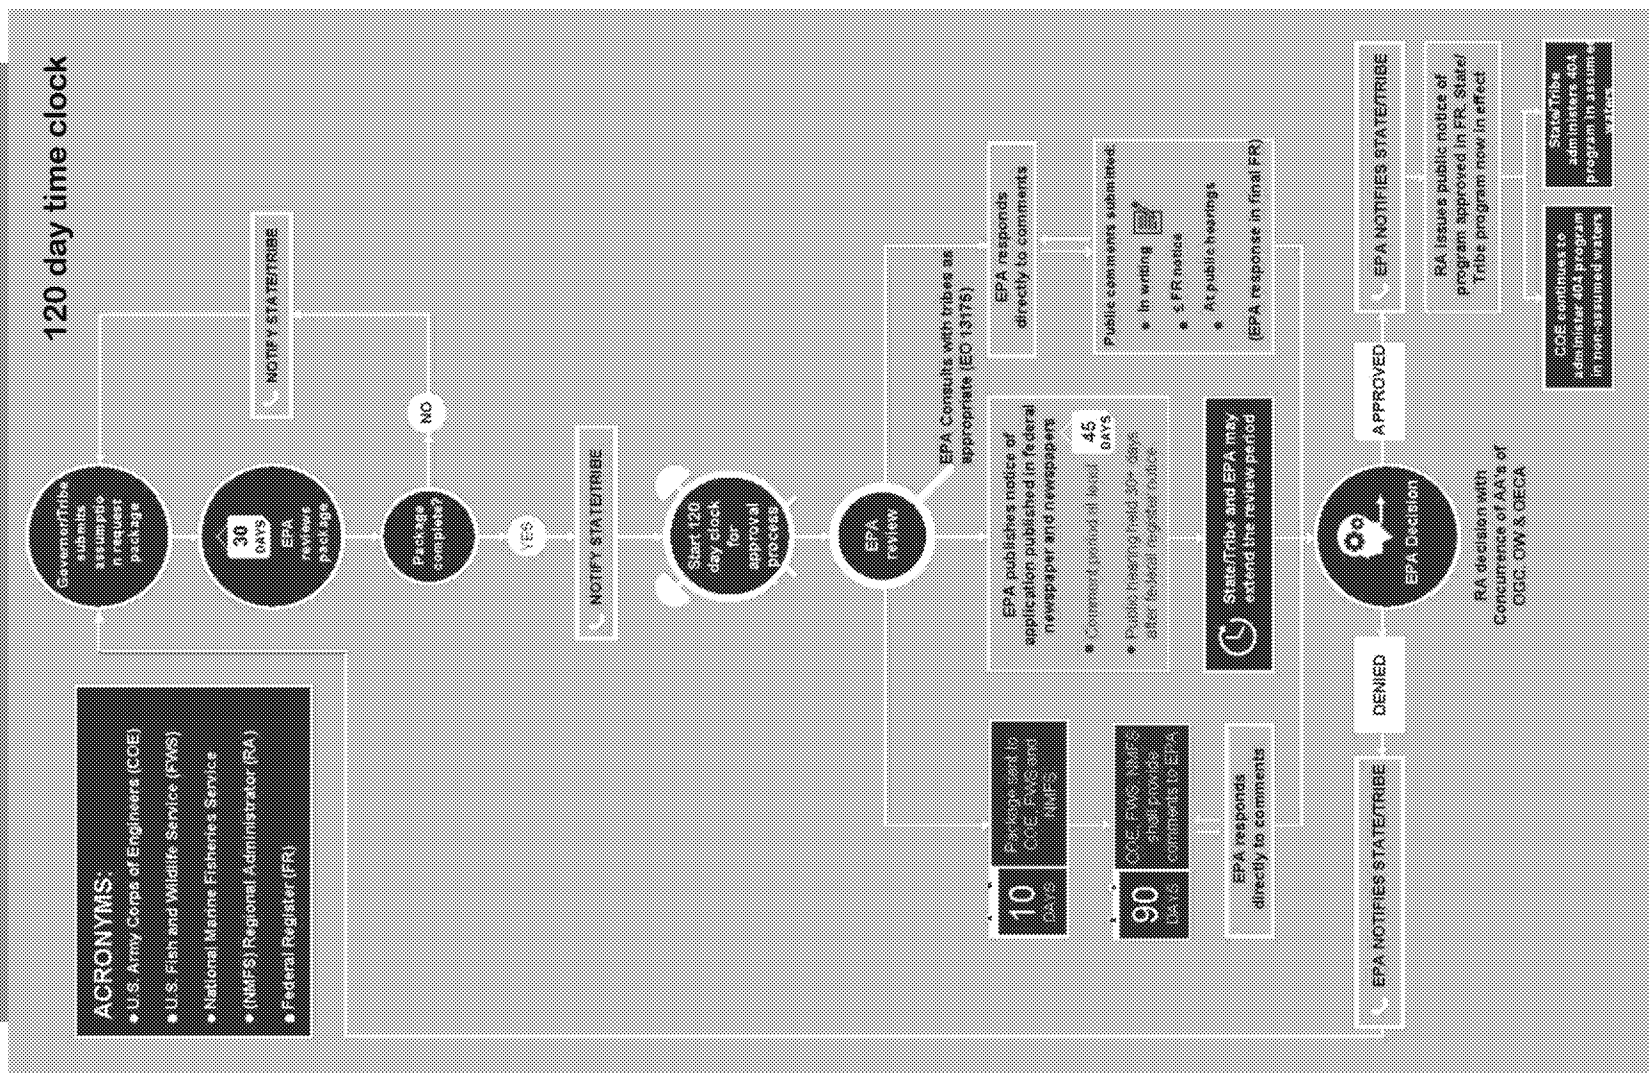 120 day time clock
Governor/Tribe
submits
assumptio
n request
package
30
DAYS
EPA
reviews
package
NOTIFY STATE/TRIBE
Package
complete?
NO
YES
NOTIFY STATE/TRIBE
Start 120
day clock
for
approval
process
EPA
review
EPA Consults with tribes as
appropriate (EO 13175)
ACRONYMS:
● U.S. Army Corps of Engineers (COE)
● U.S. Fish and Wildlife Service (FWS)
● National Marine Fisheries Service
● (NMFS) Regional Administrator (RA)
● Federal Registor (FR)
10
DAYS
Package sent to
COE, FWS and
NMFS
90
DAYS
COE, FWS, NMFS
shall provide
comments to EPA
EPA responds
directly to comments
EPA publishes notice of
application published in federal
newspaper and newspapers
● Comment period at least
45
DAYS
● Public hearing held 30+ days
after federal register notice
State/Tribe and EPA may
extend the review period
EPA responds
directly to comments
Public comments submitted:
● In writing
FR notice
● At public hearings
(EPA response in final FR)
EPA Decision
RA decision with
Concurrence of AA's of
OGC, OW & OECA
DENIED
EPA NOTIFIES STATE/TRIBE
APPROVED
EPA NOTIFIES STATE/TRIBE
RA issues public notice of
program approved in FR. State/
Tribe program now in effect
COE continues to
administer 404 program
in non-assumed waters
State/Tribe
administers 404
program in assume